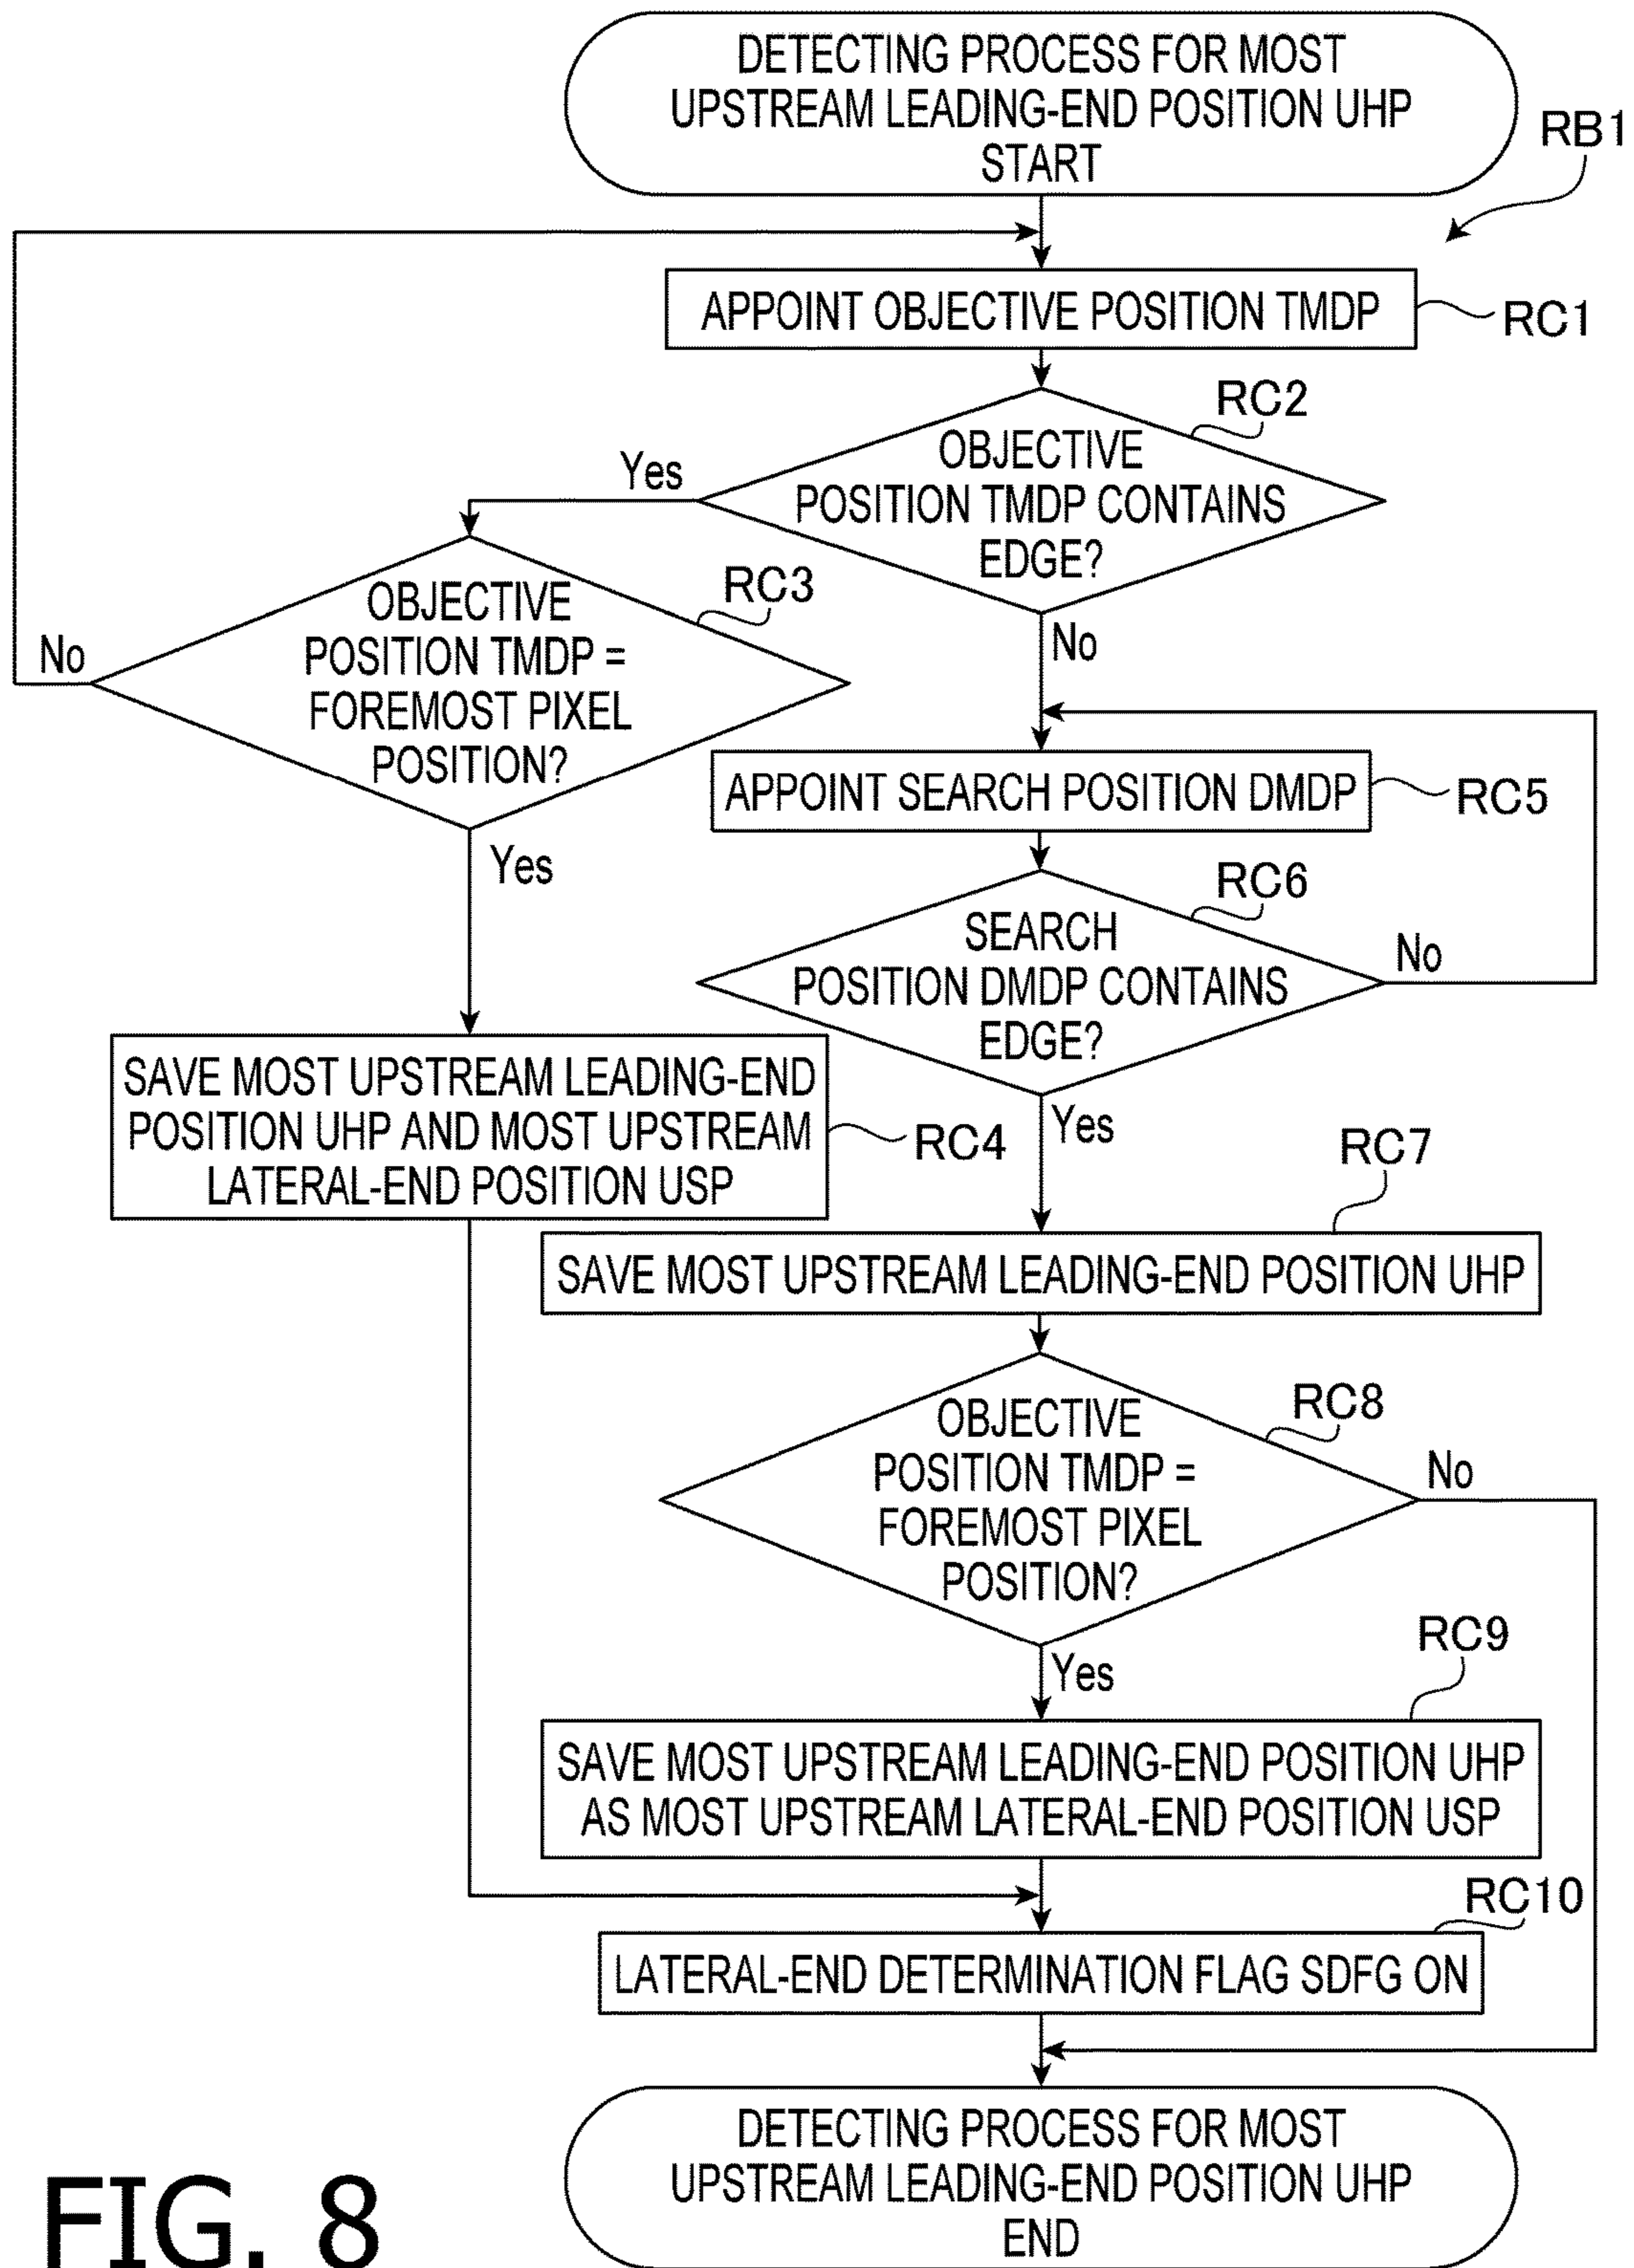 DETECTING PROCESS FOR MOST
UPSTREAM LEADING-END POSITION UHP
START
RB1
APPOINT OBJECTIVE POSITION TMDP
RC1
RC2
OBJECTIVE
POSITION TMDP CONTAINS
EDGE?
Yes
No
RC3
OBJECTIVE
POSITION TMDP =
FOREMOST PIXEL
POSITION?
No
Yes
APPOINT SEARCH POSITION DMDP
RC5
RC6
SEARCH
POSITION DMDP CONTAINS
EDGE?
No
Yes
SAVE MOST UPSTREAM LEADING-END
POSITION UHP AND MOST UPSTREAM
LATERAL-END POSITION USP
RC4
RC7
SAVE MOST UPSTREAM LEADING-END POSITION UHP
RC8
OBJECTIVE
POSITION TMDP =
FOREMOST PIXEL
POSITION?
No
Yes
RC9
SAVE MOST UPSTREAM LEADING-END POSITION UHP
AS MOST UPSTREAM LATERAL-END POSITION USP
RC10
LATERAL-END DETERMINATION FLAG SDFG ON
DETECTING PROCESS FOR MOST
UPSTREAM LEADING-END POSITION UHP
END
FIG. 8